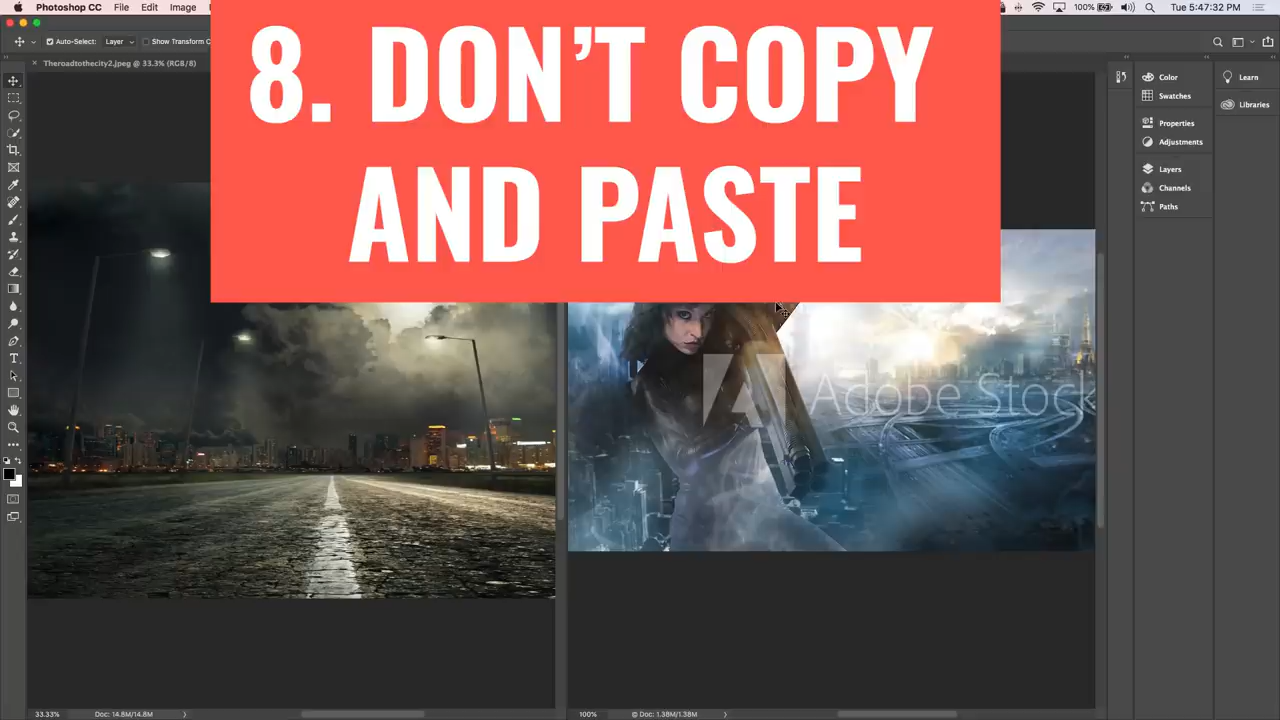 Photoshop CC File Edit Image
100% Tue 5:47:32 PM
Auto-Select: Layer Show Transform C
Theroadtothecity2.jpeg @ 33.3% (RGB/8)
8. DON'T COPY
AND PASTE
Color
Swatches
Properties
Adjustments
Layers
Channels
Paths
Learn
Libraries
Adobe Stock
33.33% Doc: 14.8M/14.8M
100% Doc: 1.38M/1.38M